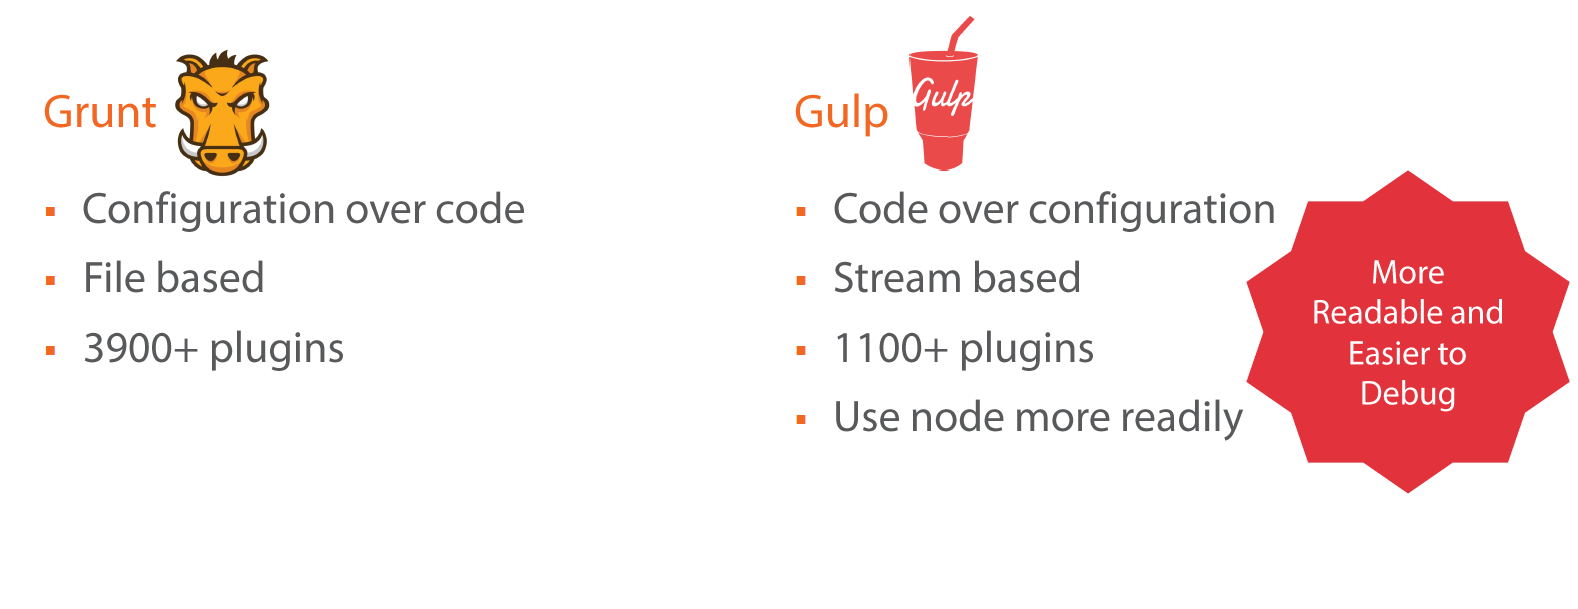 Grunt
Configuration over code
File based
3900+ plugins
Gulp
Gulp
Code over configuration
Stream based
1100+ plugins
Use node more readily
More
Readable and
Easier to
Debug